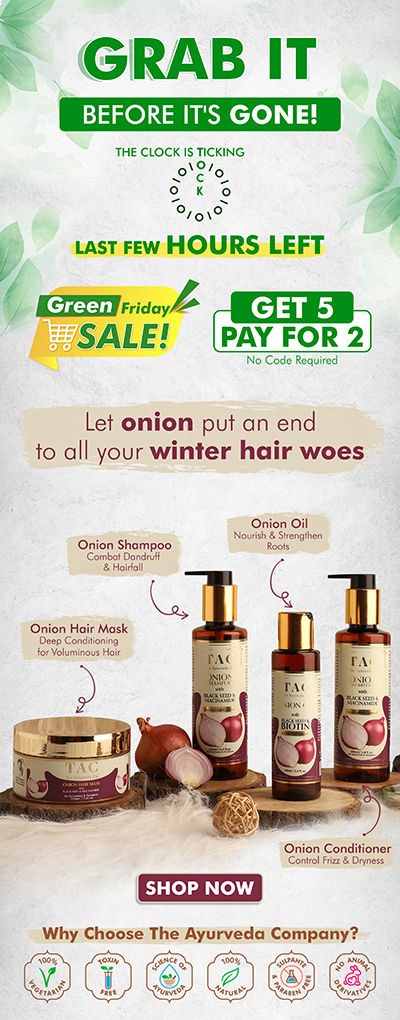 GRAB IT
BEFORE IT'S GONE!
THE CLOCK IS TICKING
TOCK
LAST FEW HOURS LEFT
Green Friday
SALE!
GET 5
PAY FOR 2
No Code Required
Let onion put an end
to all your winter hair woes
Onion Oil
Nourish & Strengthen
Roots
Onion Shampoo
Combat Dandruff
& Hairfall
Onion Hair Mask
Deep Conditioning
for Voluminous Hair
TAC
ONION HAIR MASK
TAC
ONION
SHAMPOO
with
BLACK SEED &
NIACINAMIDE
TAC
ONION O
with
BLACK SEED &
BIOTIN
TAC
ONIO
with
BLACK SEED &
NIACINAMIDE
Onion Conditioner
Control Frizz & Dryness
SHOP NOW
Why Choose The Ayurveda Company?
100% VEGETARIAN
TOXIN FREE
SCIENCE OF AYURVEDA
100% NATURAL
SULPHATE & PARABEN FREE
NO ANIMAL DERIVATIVES